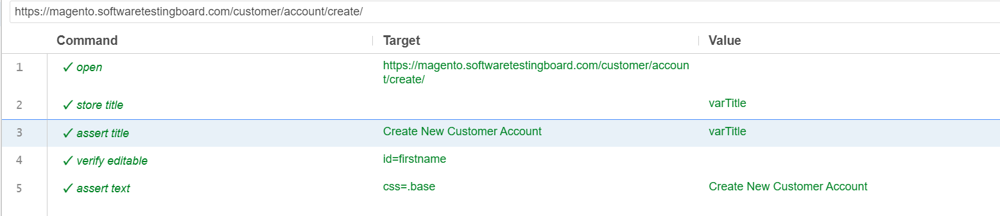 https://magento.softwaretestingboard.com/customer/account/create/
Command Target Value
1 ✓ open https://magento.softwaretestingboard.com/customer/accoun
t/create/
2 ✓ store title varTitle
3 ✓ assert title Create New Customer Account varTitle
4 ✓ verify editable id=firstname
5 ✓ assert text css=.base Create New Customer Account